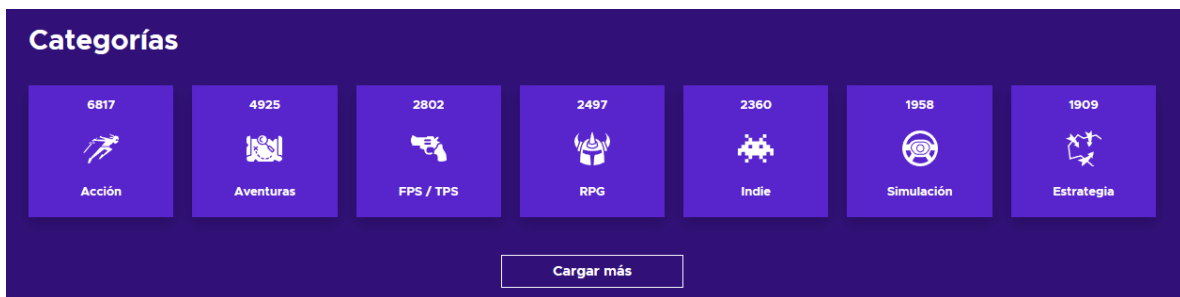 Categorías
6817 4925 2802 2497 2360 1958 1909
Acción Aventuras FPS / TPS RPG Indie Simulación Estrategia
Cargar más